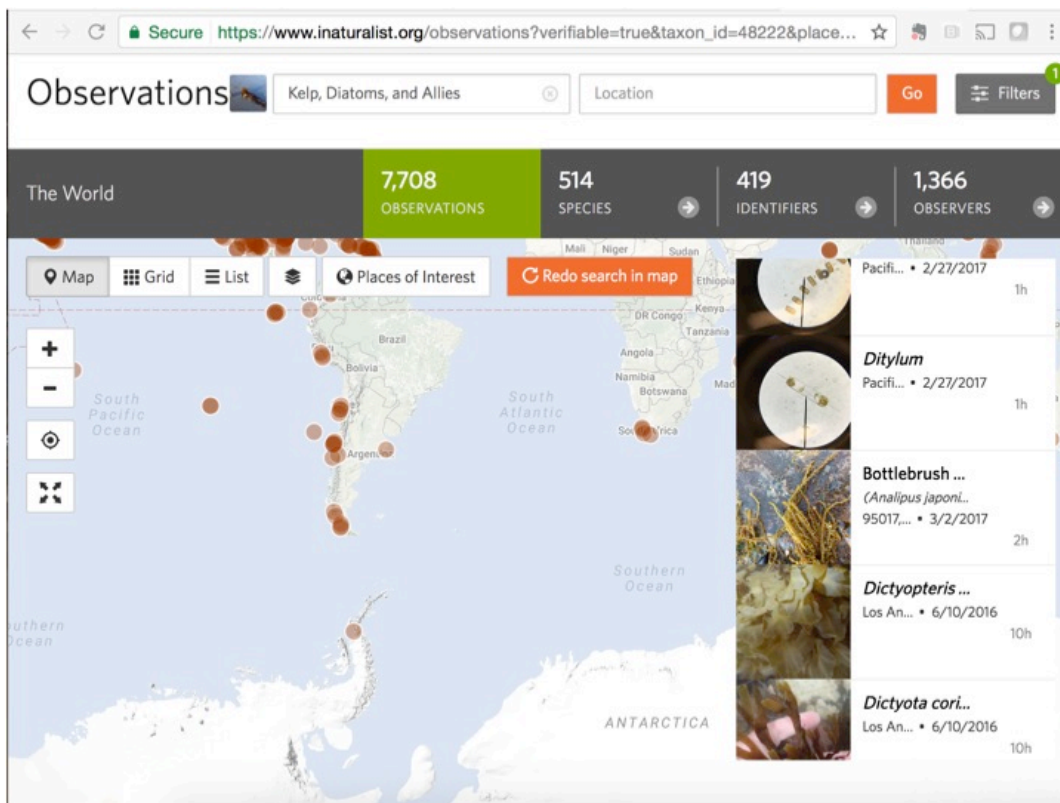 Secure https://www.inaturalist.org/observations?verifiable=true&taxon_id=48222&place...
Observations
Kelp, Diatoms, and Allies
Location
Go
Filters
1
The World
7,708
OBSERVATIONS
514
SPECIES
419
IDENTIFIERS
1,366
OBSERVERS
Mali Niger Sudan
Thailand
Map
Grid
List
Places of Interest
Redo search in map
Ethiopia
DR Congo
Kenya
Tanzania
Brazil
Bolivia
Angola
Namibia
Botswana
South
Pacific
Ocean
South
Atlantic
Ocean
Southern
Ocean
ANTARCTICA
+
−
Pacifi... • 2/27/2017
1h
Ditylum
Pacifi... • 2/27/2017
1h
Bottlebrush ...
(Analipus japoni...
95017,... • 3/2/2017
2h
Dictyopteris ...
Los An... • 6/10/2016
10h
Dictyota cori...
Los An... • 6/10/2016
10h